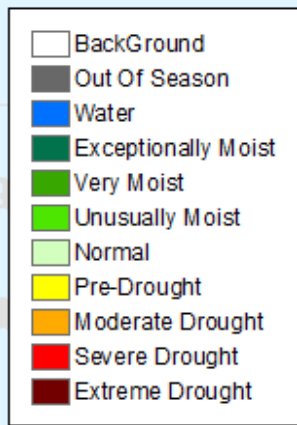 BackGround
Out Of Season
Water
Exceptionally Moist
Very Moist
Unusually Moist
Normal
Pre-Drought
Moderate Drought
Severe Drought
Extreme Drought